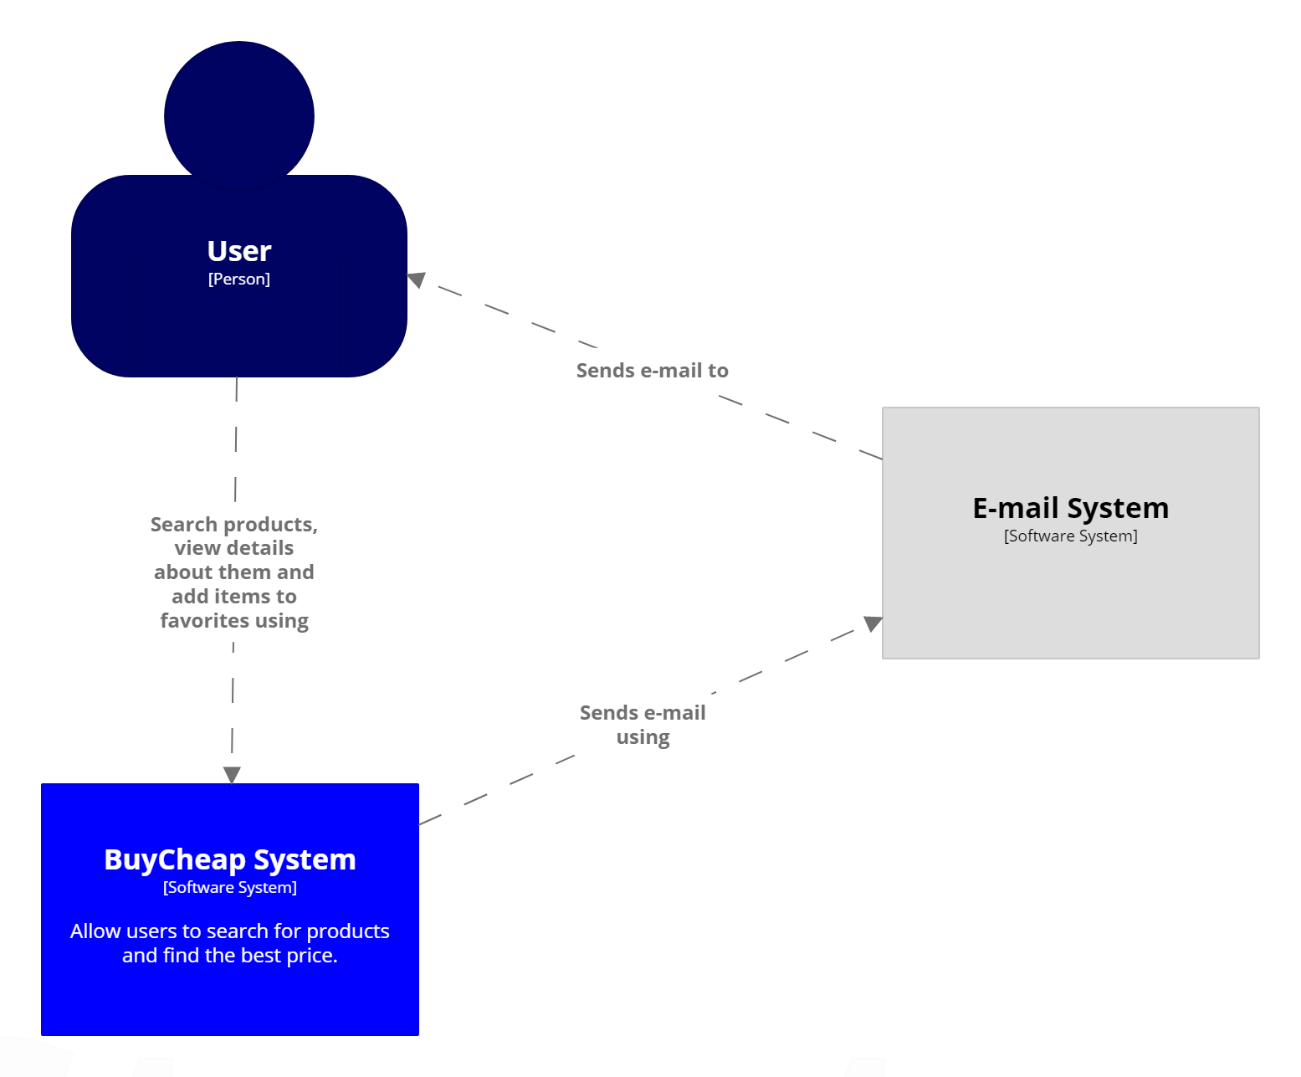 User
[Person]
Sends e-mail to
E-mail System
[Software System]
Search products,
view details
about them and
add items to
favorites using
Sends e-mail
using
BuyCheap System
[Software System]
Allow users to search for products
and find the best price.